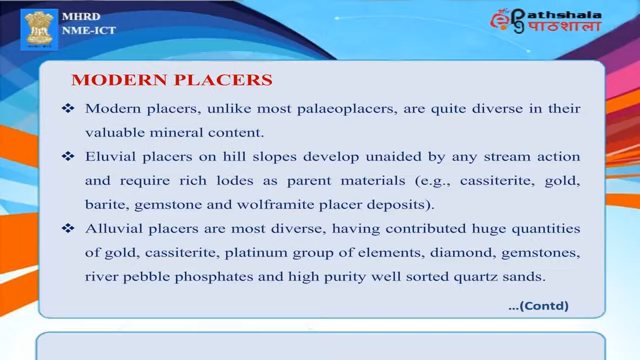 MHRD
NME-ICT
ePathshala
पाठशाला
MODERN PLACERS
❖ Modern placers, unlike most palaeoplacers, are quite diverse in their
valuable mineral content.
❖ Eluvial placers on hill slopes develop unaided by any stream action
and require rich lodes as parent materials (e.g., cassiterite, gold,
barite, gemstone and wolframite placer deposits).
❖ Alluvial placers are most diverse, having contributed huge quantities
of gold, cassiterite, platinum group of elements, diamond, gemstones,
river pebble phosphates and high purity well sorted quartz sands.
...(Contd)